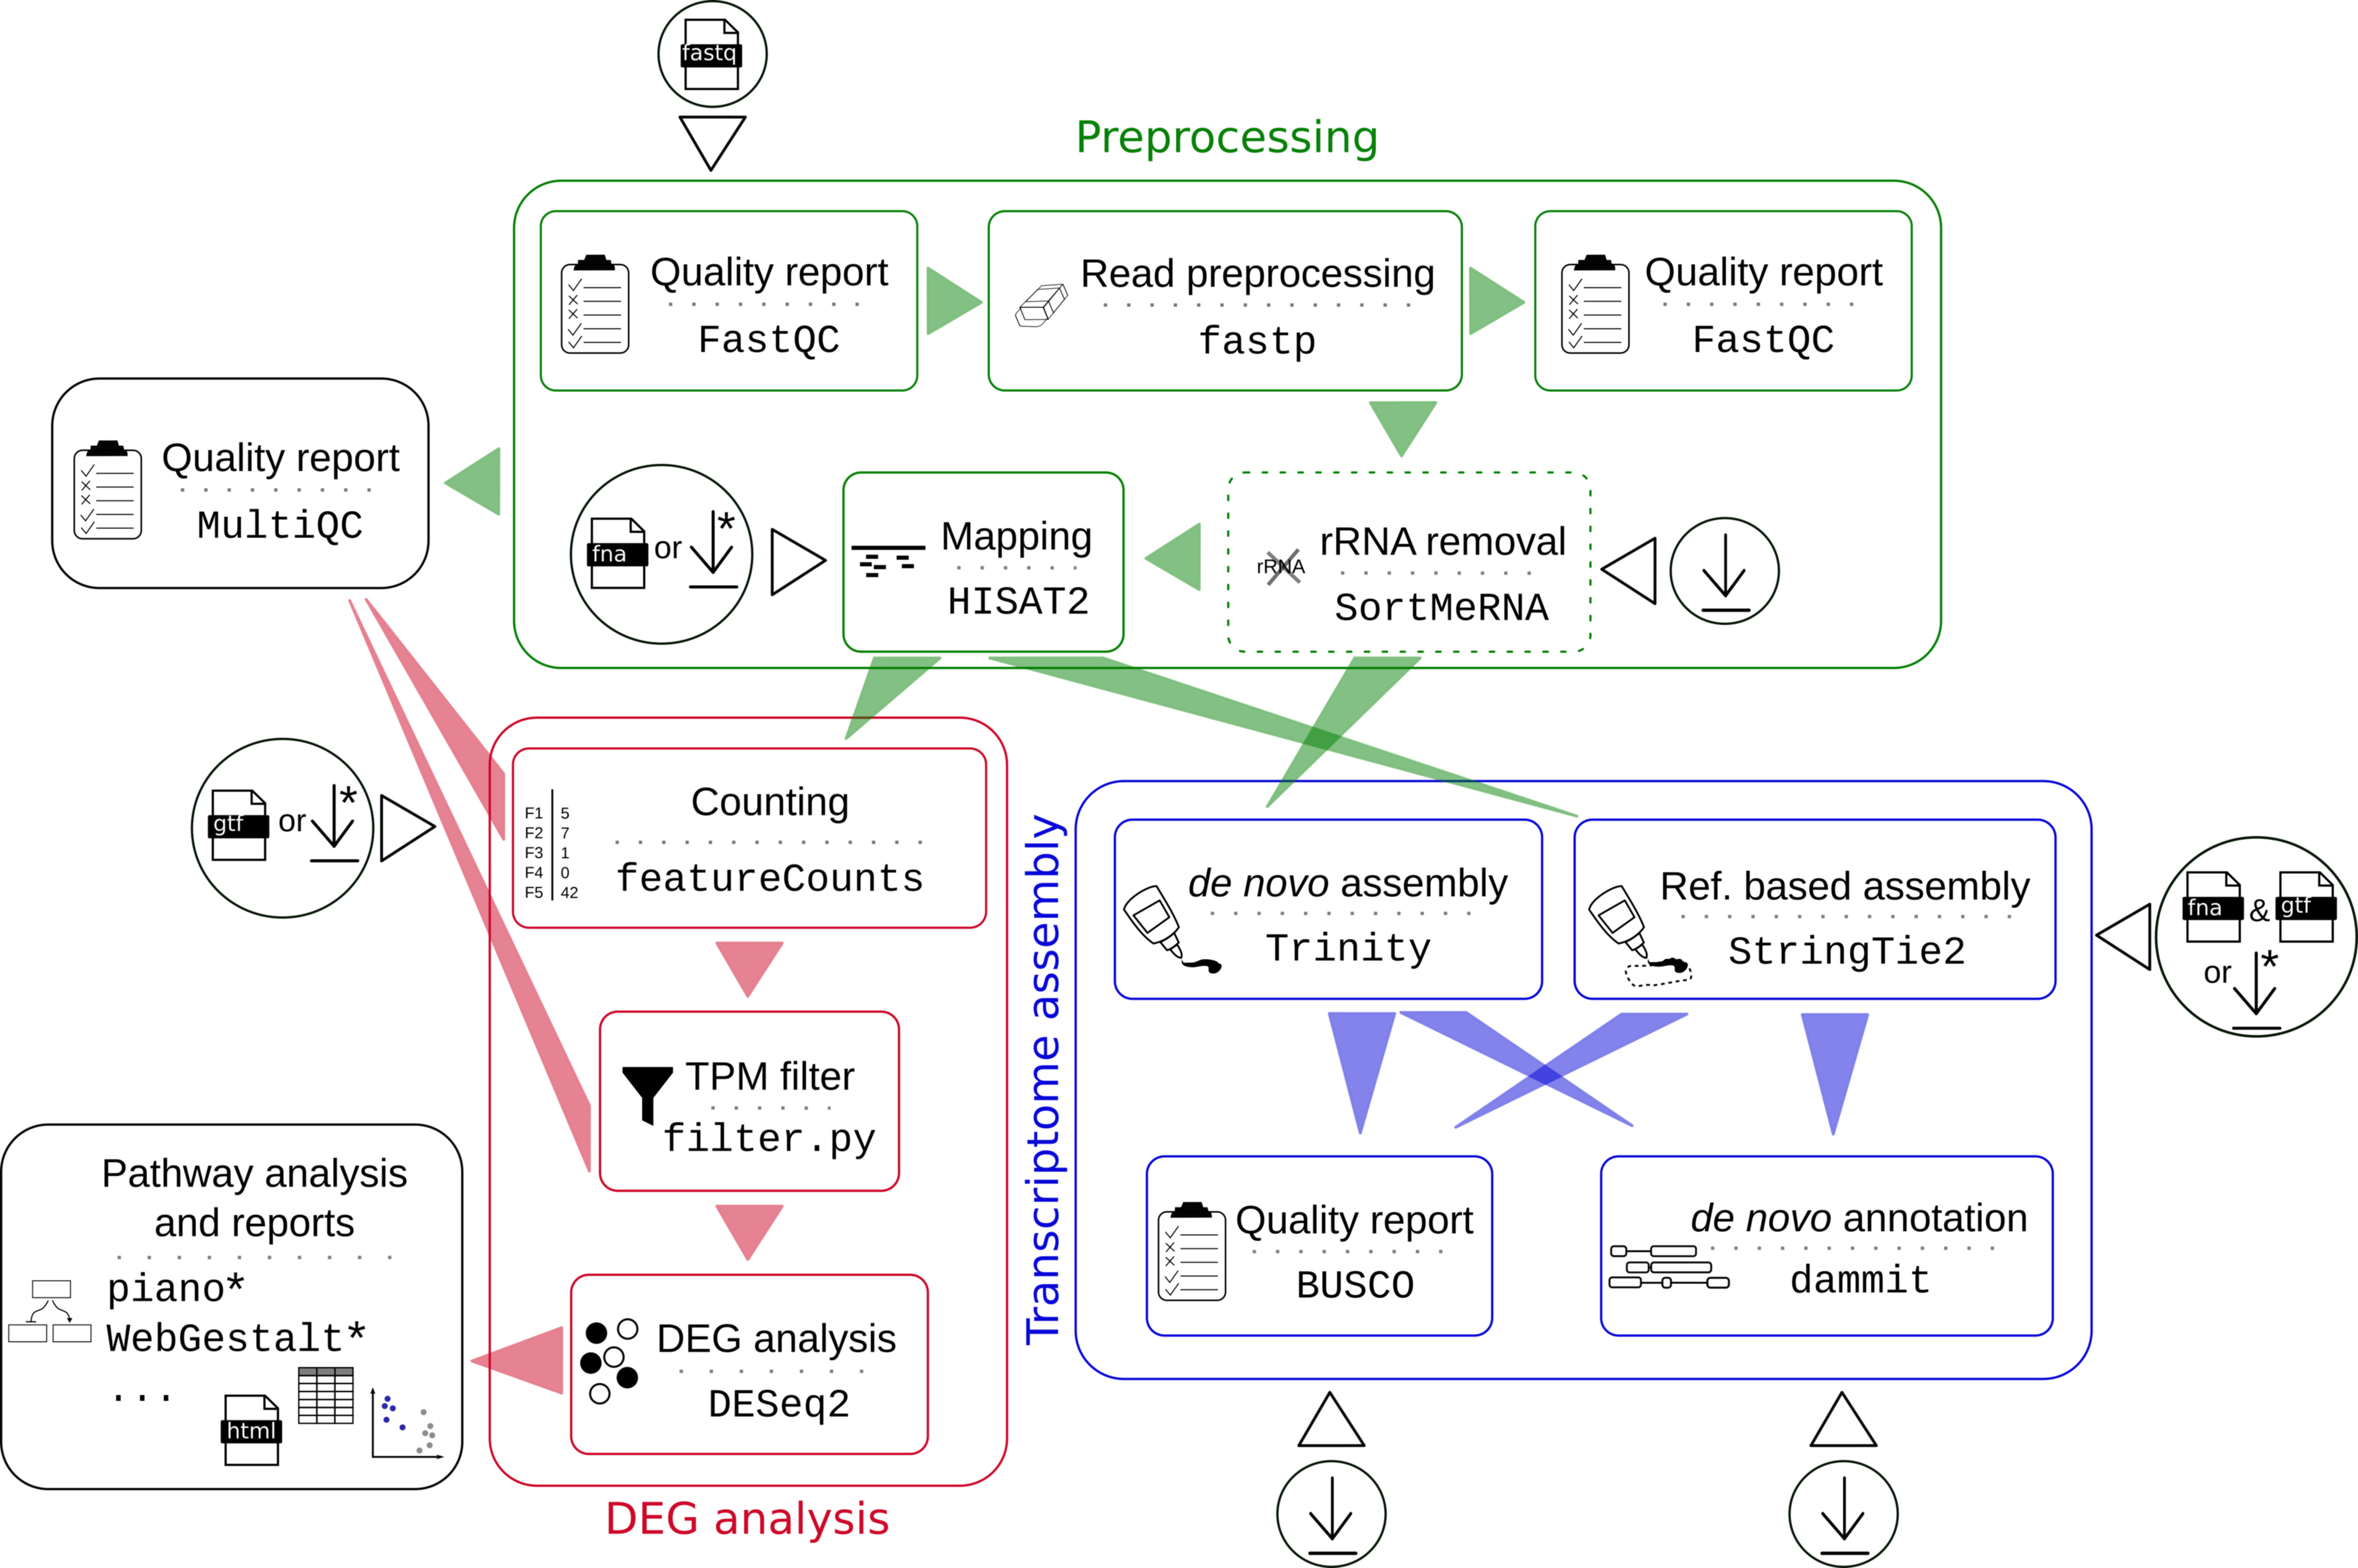 fastq
Preprocessing
Quality report
FastQC
Read preprocessing
fastp
Quality report
FastQC
Quality report
MultiQC
fna or *
Mapping
HISAT2
rRNA
rRNA removal
SortMeRNA
gtf or *
Counting
featureCounts
F1 5
F2 7
F3 1
F4 0
F5 42
TPM filter
filter.py
DEG analysis
DESeq2
DEG analysis
Pathway analysis
and reports
piano*
WebGestalt*
...
html
Transcriptome assembly
de novo assembly
Trinity
Ref. based assembly
StringTie2
fna & gtf
or *
Quality report
BUSCO
de novo annotation
dammit